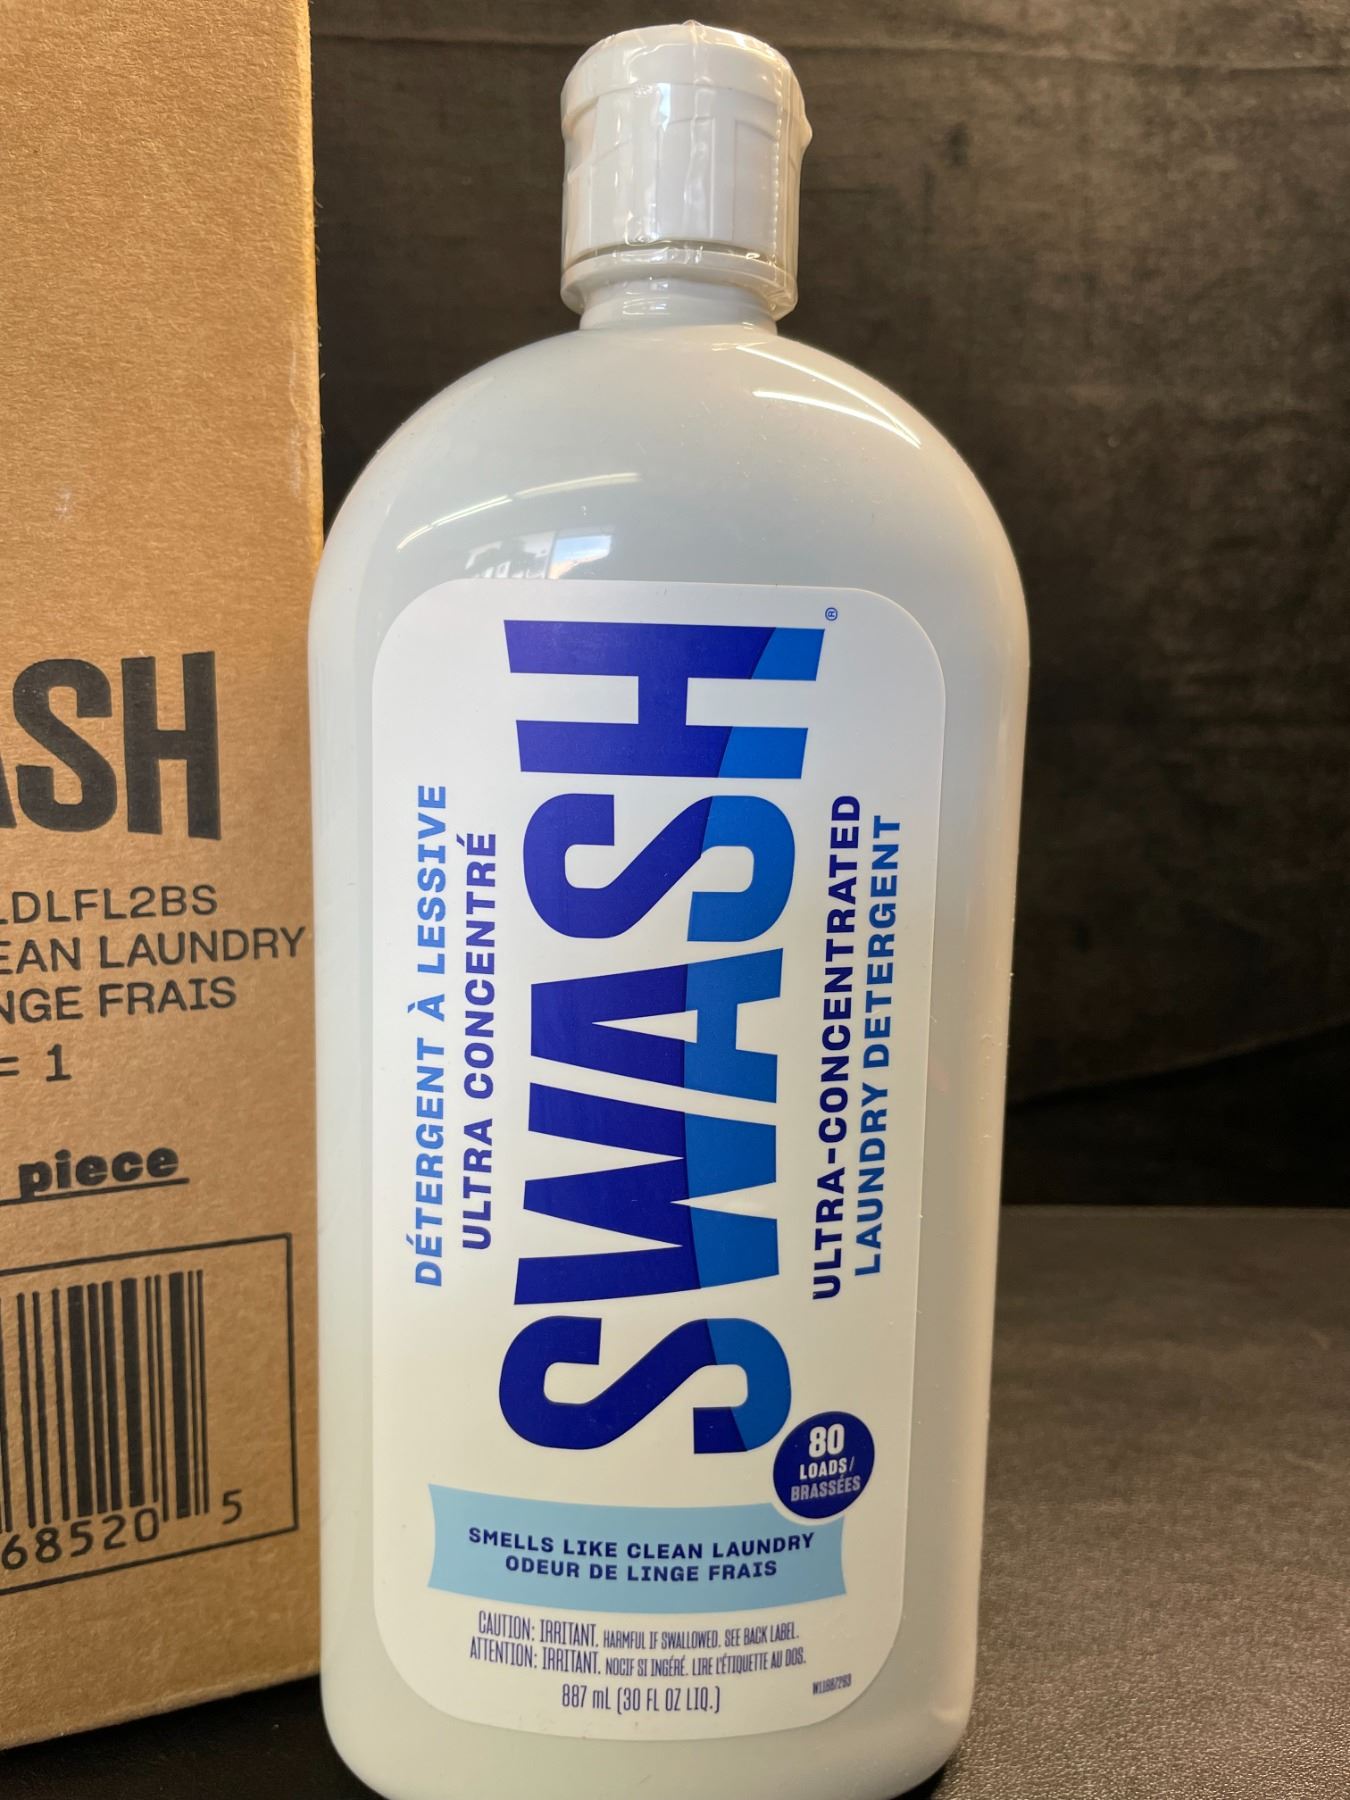 ASH
LDLFL2BS
EAN LAUNDRY
NGE FRAIS
= 1
piece
68520 5
DÉTERGENT À LESSIVE
ULTRA CONCENTRÉ
SWASH®
ULTRA-CONCENTRATED
LAUNDRY DETERGENT
80
LOADS/
BRASSÉES
SMELLS LIKE CLEAN LAUNDRY
ODEUR DE LINGE FRAIS
CAUTION: IRRITANT. HARMFUL IF SWALLOWED. SEE BACK LABEL.
ATTENTION: IRRITANT. NOCIF SI INGÉRÉ. LIRE L'ÉTIQUETTE AU DOS.
887 mL (30 FL OZ LIQ.)